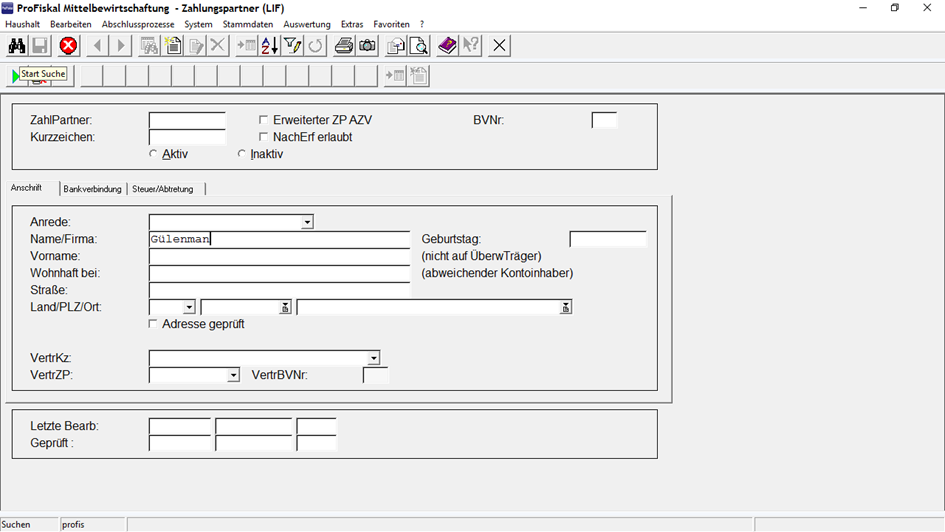 ProFiskal Mittelbewirtschaftung - Zahlungspartner (LIF)
Haushalt Bearbeiten Abschlussprozesse System Stammdaten Auswertung Extras Favoriten ?
Start Suche
ZahlPartner: Erweiterter ZP AZV BVNr:
Kurzzeichen: NachErf erlaubt
Aktiv Inaktiv
Anschrift Bankverbindung Steuer/Abtretung
Anrede:
Name/Firma: Gülenman Geburtstag:
Vorname: (nicht auf ÜberwTräger)
Wohnhaft bei: (abweichender Kontoinhaber)
Straße:
Land/PLZ/Ort:
Adresse geprüft
VertrKz:
VertrZP: VertrBVNr:
Letzte Bearb:
Geprüft :
Suchen profis